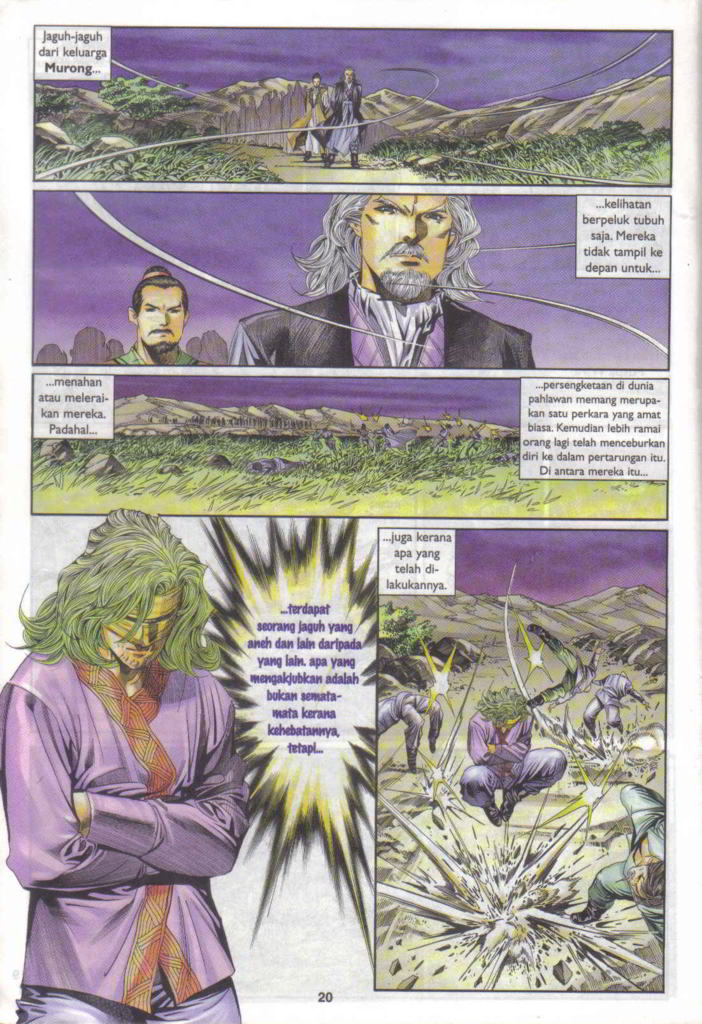 Jaguh-jaguh
dari keluarga
Murong...
...kelihatan
berpeluk tubuh
saja. Mereka
tidak tampil ke
depan untuk...
...menahan
atau melerai-
kan mereka.
Padahal...
...persengketaan di dunia
pahlawan memang merupa-
kan satu perkara yang amat
biasa. Kemudian lebih ramai
orang lagi telah menceburkan
diri ke dalam pertarungan itu.
Di antara mereka itu...
...terdapat
seorang jaguh yang
aneh dan lain daripada
yang lain. apa yang
mengakjubkan adalah
bukan semata-
mata kerana
kehebatannya,
tetapi...
...juga kerana
apa yang
telah di-
lakukannya.
20